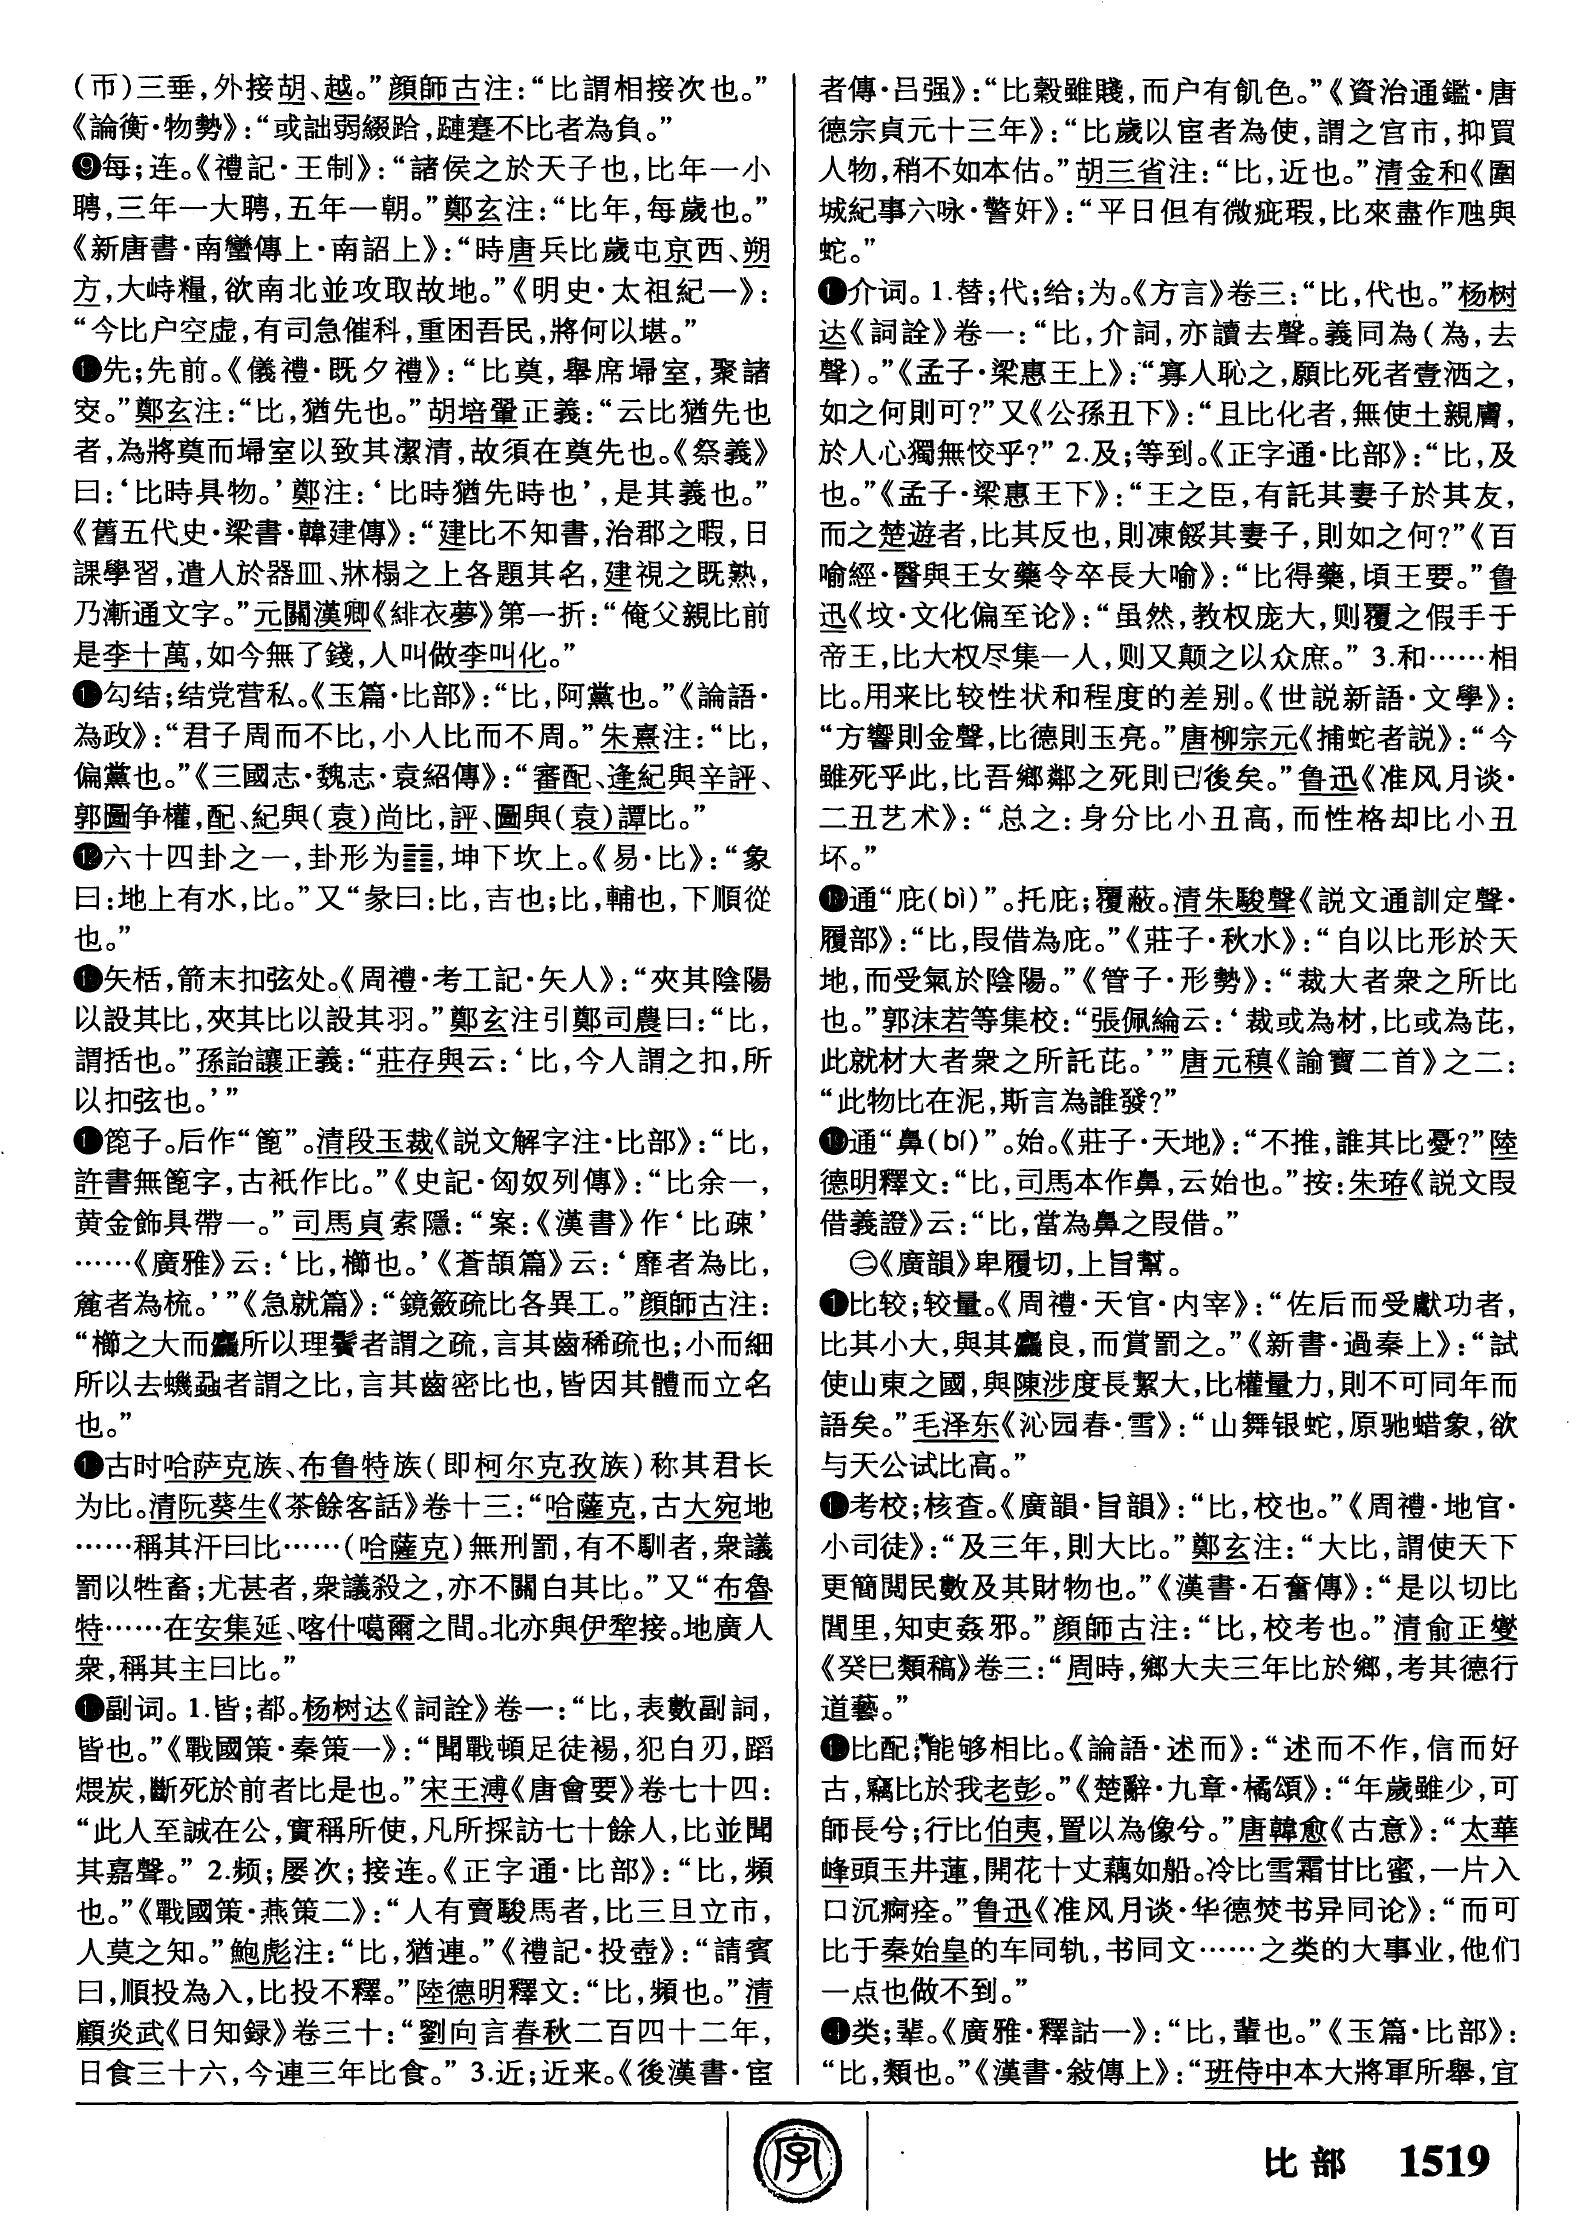 (帀)三垂,外接胡、越。”顔師古注:“比謂相接次也。”
《論衡·物勢》:“或詘弱綴跲,蹥蹇不比者為負。”
❾每;连。《禮記·王制》:“諸侯之於天子也,比年一小
聘,三年一大聘,五年一朝。”鄭玄注:“比年,每歲也。”
《新唐書·南蠻傳上·南詔上》:“時唐兵比歲屯京西、朔
方,大峙糧,欲南北並攻取故地。”《明史·太祖紀一》:
“今比户空虚,有司急催科,重困吾民,將何以堪。”
先;先前。《儀禮·既夕禮》:“比奠,舉席埽室,聚諸
窔。”鄭玄注:“比,猶先也。”胡培翬正義:“云比猶先也
者,為將奠而埽室以致其潔清,故須在奠先也。《祭義》
曰:‘比時具物。’鄭注:‘比時猶先時也’,是其義也。”
《舊五代史·梁書·韓建傳》:“建比不知書,治郡之暇,日
課學習,遣人於器皿、牀榻之上各題其名,建視之既熟,
乃漸通文字。”元關漢卿《緋衣夢》第一折:“俺父親比前
是李十萬,如今無了錢,人叫做李叫化。”
勾结;结党营私。《玉篇·比部》:“比,阿黨也。”《論語·
為政》:“君子周而不比,小人比而不周。”朱熹注:“比,
偏黨也。”《三國志·魏志·袁紹傳》:“審配、逢紀與辛評、
郭圖争權,配、紀與(袁)尚比,評、圖與(袁)譚比。”
⓬六十四卦之一,卦形为䷇,坤下坎上。《易·比》:“象
曰:地上有水,比。”又“彖曰:比,吉也;比,輔也,下順從
也。”
矢栝,箭末扣弦处。《周禮·考工記·矢人》:“夾其陰陽
以設其比,夾其比以設其羽。”鄭玄注引鄭司農曰:“比,
謂括也。”孫詒讓正義:“莊存與云:‘比,今人謂之扣,所
以扣弦也。’”
篦子。后作“篦”。清段玉裁《説文解字注·比部》:“比,
許書無篦字,古衹作比。”《史記·匈奴列傳》:“比余一,
黄金飾具帶一。”司馬貞索隱:“案:《漢書》作‘比疎’
……《廣雅》云:‘比,櫛也。’《蒼頡篇》云:‘靡者為比,
麄者為梳。’”《急就篇》:“鏡籢疏比各異工。”顔師古注:
“櫛之大而麤所以理鬢者謂之疏,言其齒稀疏也;小而細
所以去蟣蝨者謂之比,言其齒密比也,皆因其體而立名
也。”
古时哈萨克族、布鲁特族(即柯尔克孜族)称其君长
为比。清阮葵生《茶餘客話》卷十三:“哈薩克,古大宛地
……稱其汗曰比……(哈薩克)無刑罰,有不馴者,衆議
罰以牲畜;尤甚者,衆議殺之,亦不關白其比。”又“布魯
特……在安集延、喀什噶爾之間。北亦與伊犂接。地廣人
衆,稱其主曰比。”
副词。1.皆;都。杨树达《詞詮》卷一:“比,表數副詞,
皆也。”《戰國策·秦策一》:“聞戰頓足徒裼,犯白刃,蹈
煨炭,斷死於前者比是也。”宋王溥《唐會要》卷七十四:
“此人至誠在公,實稱所使,凡所採訪七十餘人,比並聞
其嘉聲。” 2.频;屡次;接连。《正字通·比部》:“比,頻
也。”《戰國策·燕策二》:“人有賣駿馬者,比三旦立市,
人莫之知。”鮑彪注:“比,猶連。”《禮記·投壺》:“請賓
曰,順投為入,比投不釋。”陸德明釋文:“比,頻也。”清
顧炎武《日知録》卷三十:“劉向言春秋二百四十二年,
日食三十六,今連三年比食。” 3.近;近来。《後漢書·宦
者傳·吕强》:“比穀雖賤,而户有飢色。”《資治通鑑·唐
德宗貞元十三年》:“比歲以宦者為使,謂之宫市,抑買
人物,稍不如本估。”胡三省注:“比,近也。”清金和《圍
城紀事六咏·警奸》:“平日但有微疵瑕,比來盡作虺與
蛇。”
介词。1.替;代;给;为。《方言》卷三:“比,代也。”杨树
达《詞詮》卷一:“比,介詞,亦讀去聲。義同為(為,去
聲)。”《孟子·梁惠王上》:“寡人恥之,願比死者壹洒之,
如之何則可?”又《公孫丑下》:“且比化者,無使土親膚,
於人心獨無恔乎?” 2.及;等到。《正字通·比部》:“比,及
也。”《孟子·梁惠王下》:“王之臣,有託其妻子於其友,
而之楚遊者,比其反也,則凍餒其妻子,則如之何?”《百
喻經·醫與王女藥令卒長大喻》:“比得藥,頃王要。”鲁
迅《坟·文化偏至论》:“虽然,教权庞大,则覆之假手于
帝王,比大权尽集一人,则又颠之以众庶。” 3.和……相
比。用来比较性状和程度的差别。《世説新語·文學》:
“方響則金聲,比德則玉亮。”唐柳宗元《捕蛇者説》:“今
雖死乎此,比吾鄉鄰之死則已後矣。”鲁迅《准风月谈·
二丑艺术》:“总之:身分比小丑高,而性格却比小丑
坏。”
通“庇(bì)”。托庇;覆蔽。清朱駿聲《説文通訓定聲·
履部》:“比,叚借為庇。”《莊子·秋水》:“自以比形於天
地,而受氣於陰陽。”《管子·形勢》:“裁大者衆之所比
也。”郭沫若等集校:“張佩綸云:‘裁或為材,比或為芘,
此就材大者衆之所託芘。’”唐元稹《諭寶二首》之二:
“此物比在泥,斯言為誰發?”
通“鼻(bí)”。始。《莊子·天地》:“不推,誰其比憂?”陸
德明釋文:“比,司馬本作鼻,云始也。”按:朱珔《説文叚
借義證》云:“比,當為鼻之叚借。”
㊁《廣韻》卑履切,上旨幫。
❶比较;较量。《周禮·天官·内宰》:“佐后而受獻功者,
比其小大,與其麤良,而賞罰之。”《新書·過秦上》:“試
使山東之國,與陳涉度長絜大,比權量力,則不可同年而
語矣。”毛泽东《沁园春·雪》:“山舞银蛇,原驰蜡象,欲
与天公试比高。”
考校;核查。《廣韻·旨韻》:“比,校也。”《周禮·地官·
小司徒》:“及三年,則大比。”鄭玄注:“大比,謂使天下
更簡閲民數及其財物也。”《漢書·石奮傳》:“是以切比
閭里,知吏姦邪。”顔師古注:“比,校考也。”清俞正燮
《癸巳類稿》卷三:“周時,鄉大夫三年比於鄉,考其德行
道藝。”
比配;能够相比。《論語·述而》:“述而不作,信而好
古,竊比於我老彭。”《楚辭·九章·橘頌》:“年歲雖少,可
師長兮;行比伯夷,置以為像兮。”唐韓愈《古意》:“太華
峰頭玉井蓮,開花十丈藕如船。冷比雪霜甘比蜜,一片入
口沉痾痊。”鲁迅《准风月谈·华德焚书异同论》:“而可
比于秦始皇的车同轨,书同文……之类的大事业,他们
一点也做不到。”
❹类;辈。《廣雅·釋詁一》:“比,輩也。”《玉篇·比部》:
“比,類也。”《漢書·敍傳上》:“班侍中本大將軍所舉,宜
字
比部 1519